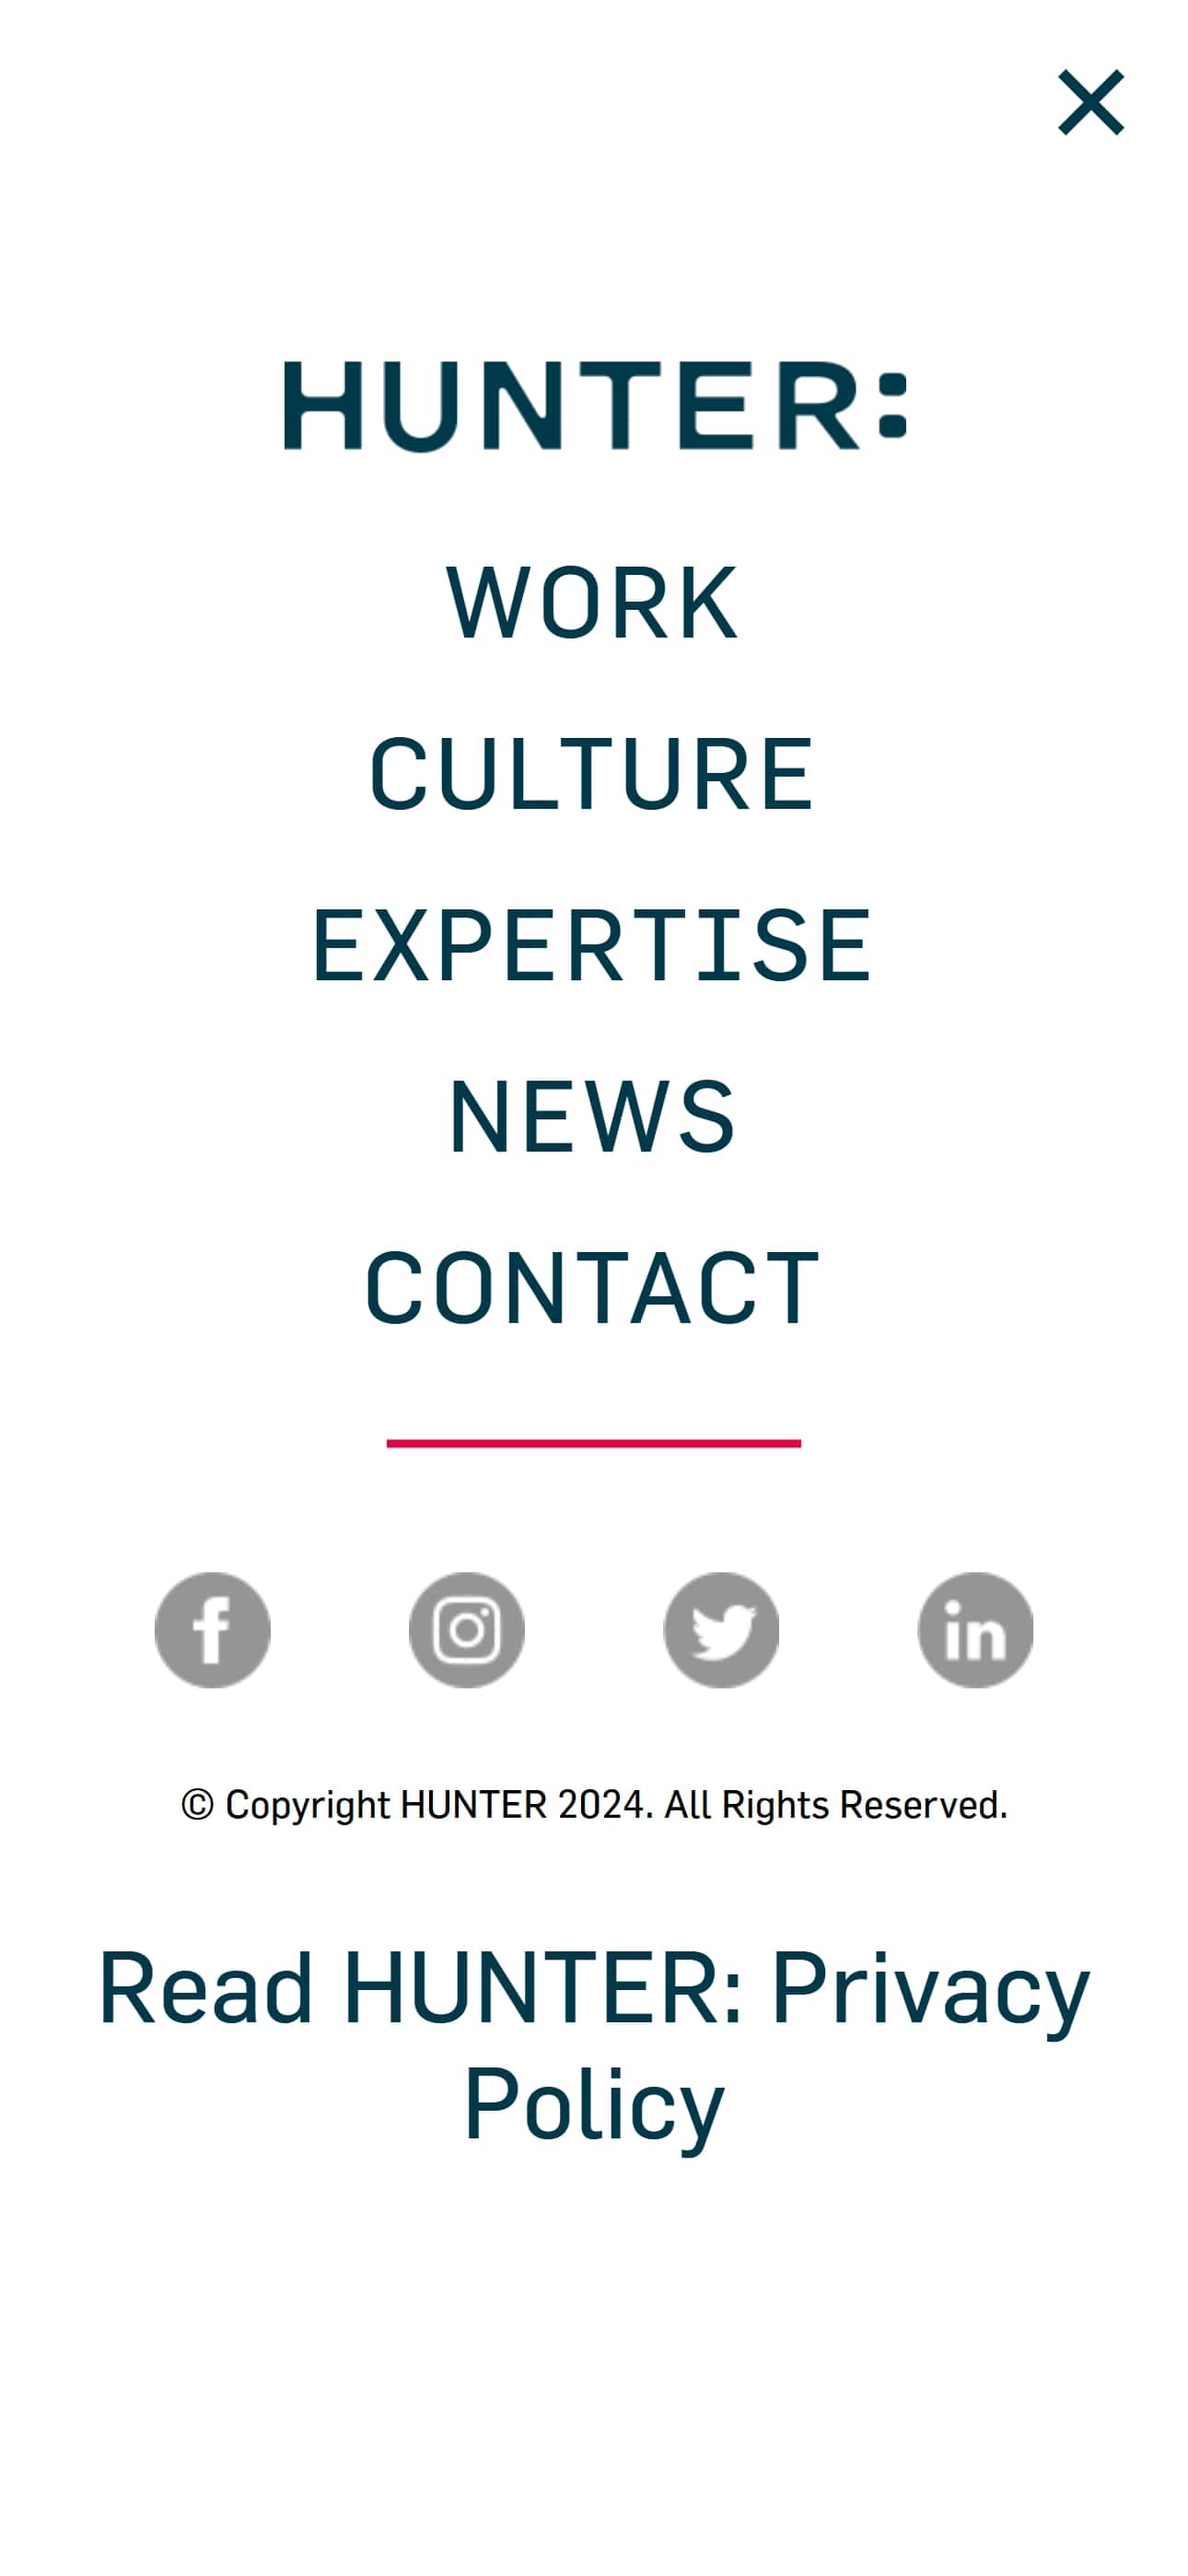 HUNTER:
WORK
CULTURE
EXPERTISE
NEWS
CONTACT
© Copyright HUNTER 2024. All Rights Reserved.
Read HUNTER: Privacy
Policy